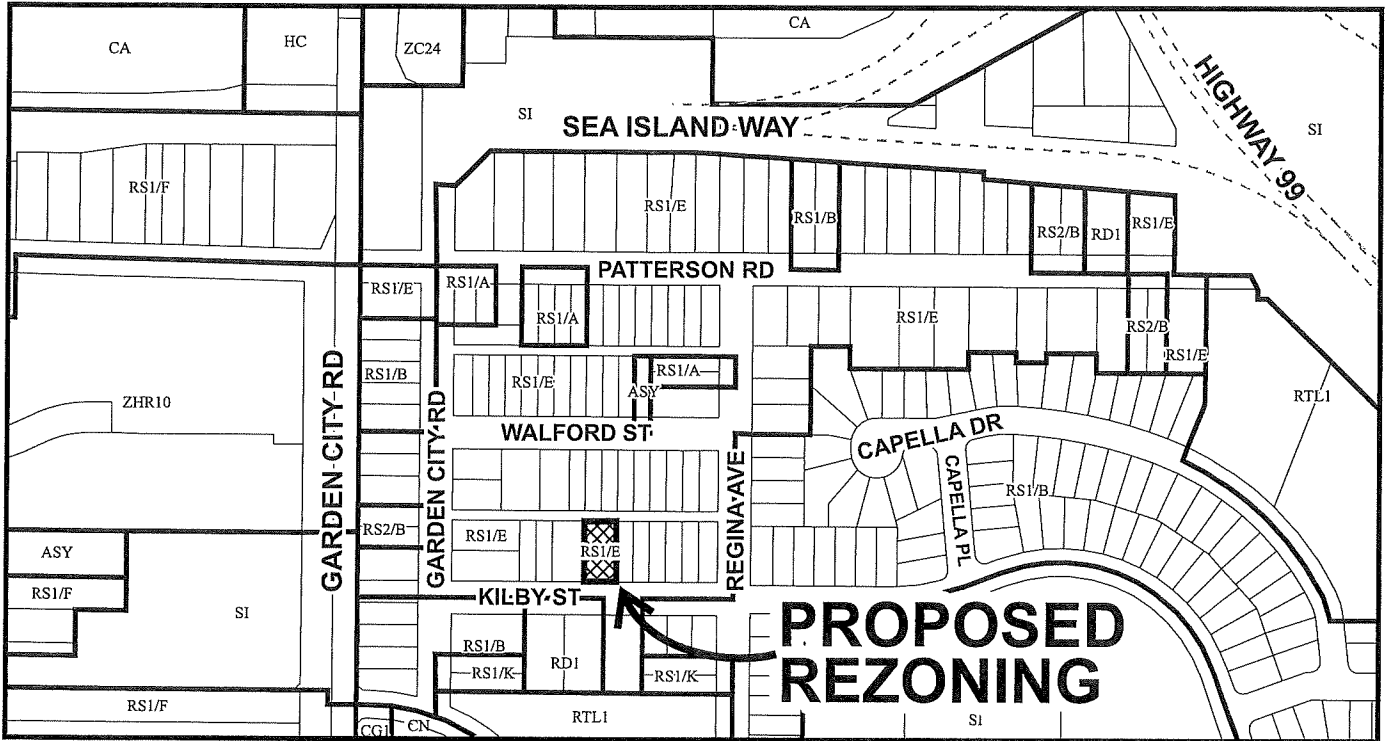 CA
HC
ZC24
CA
SI
SEA ISLAND WAY
HIGHWAY 99
SI
RS1/F
RS1/E
RS1/B
RS2/B
RD1
RS1/E
PATTERSON RD
RS1/E
RS1/A
RS1/A
RS1/E
RS2/B
RS1/E
RS1/B
RS1/E
RS1/A
ASY
ZHR10
GARDEN CITY RD
GARDEN CITY RD
WALFORD ST
REGINA AVE
CAPELLA DR
CAPELLA PL
RS1/B
RTL1
RS2/B
RS1/E
RS1/E
ASY
RS1/F
SI
KILBY ST
PROPOSED
REZONING
RS1/B
RS1/K
RD1
RS1/K
RS1/F
CG1
CN
RTL1
SI